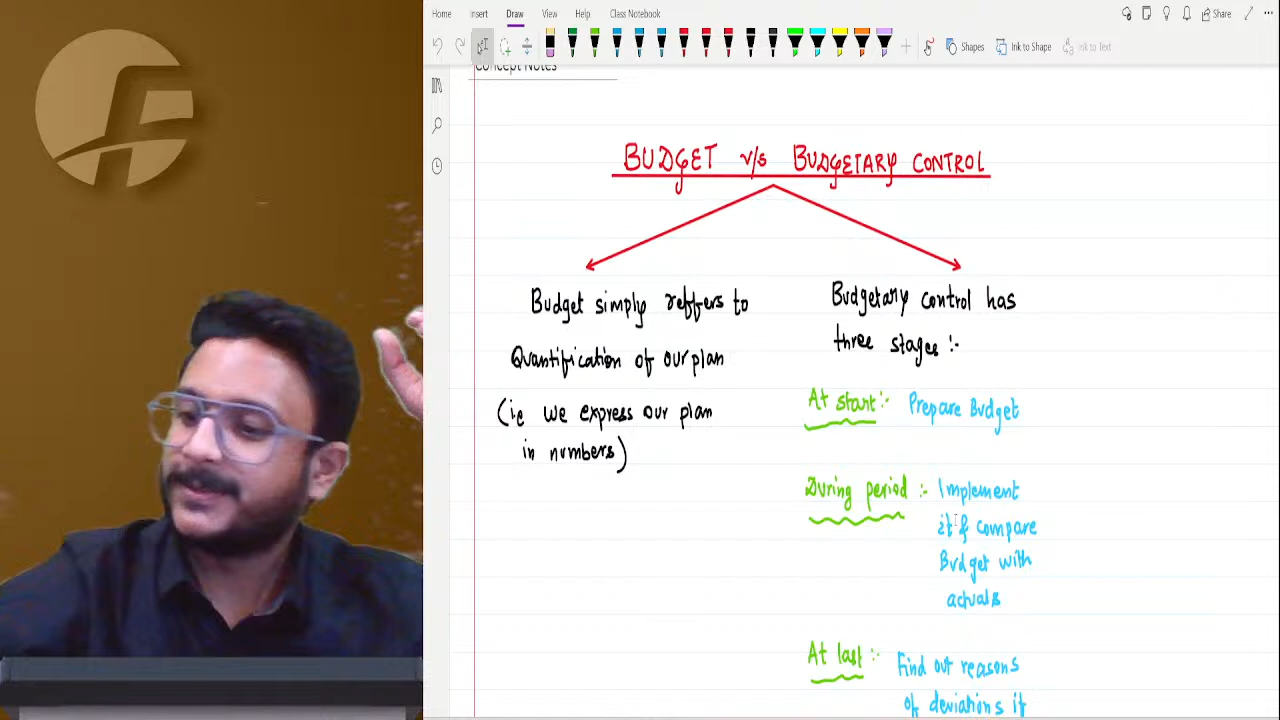 Home Insert Draw View Help Class Notebook Share
Shapes Ink to Shape Ink to Text
Concept Notes
BUDGET v/s BUDGETARY CONTROL
Budget simply reffers to
Quantification of our plan
(ie we express our plan
in numbers)
Budgetary control has
three stages :-
At start :- Prepare Budget
During period :- Implement
it & compare
Budget with
actuals
At last :- Find out reasons
of deviations if